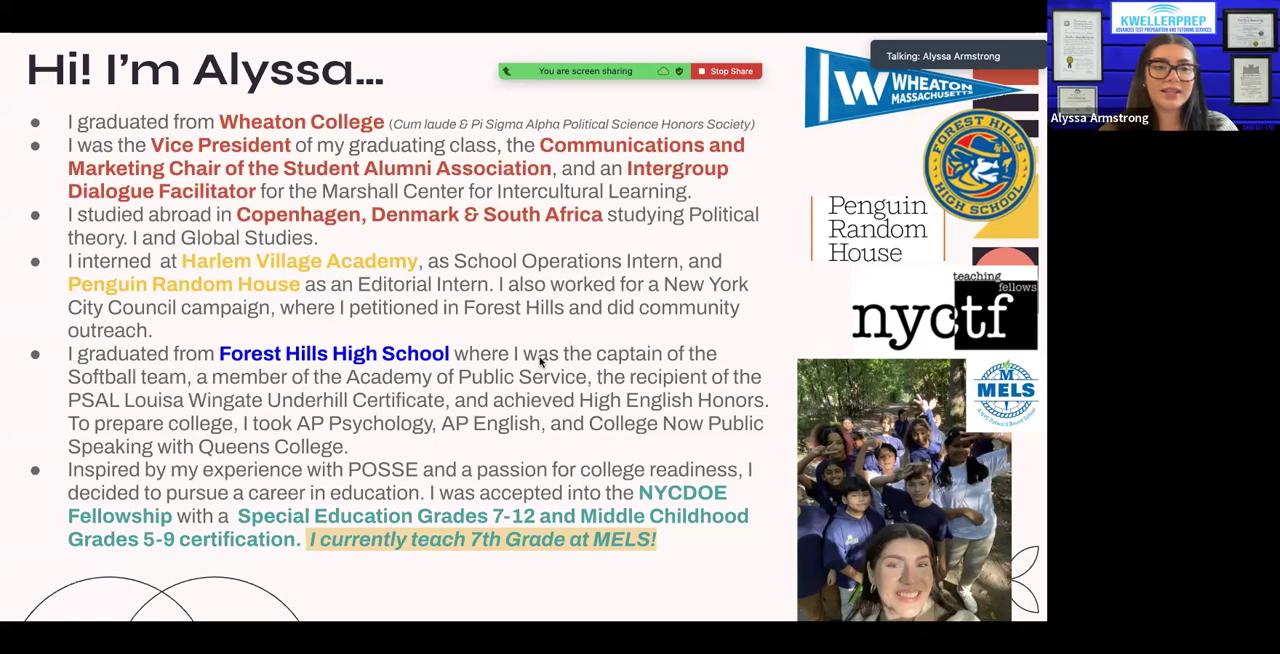 Hi! I'm Alyssa...
You are screen sharing
Stop Share
Talking: Alyssa Armstrong
I graduated from Wheaton College (Cum laude & Pi Sigma Alpha Political Science Honors Society)
I was the Vice President of my graduating class, the Communications and
Marketing Chair of the Student Alumni Association, and an Intergroup
Dialogue Facilitator for the Marshall Center for Intercultural Learning.
I studied abroad in Copenhagen, Denmark & South Africa studying Political
theory. I and Global Studies.
I interned at Harlem Village Academy, as School Operations Intern, and
Penguin Random House as an Editorial Intern. I also worked for a New York
City Council campaign, where I petitioned in Forest Hills and did community
outreach.
I graduated from Forest Hills High School where I was the captain of the
Softball team, a member of the Academy of Public Service, the recipient of the
PSAL Louisa Wingate Underhill Certificate, and achieved High English Honors.
To prepare college, I took AP Psychology, AP English, and College Now Public
Speaking with Queens College.
Inspired by my experience with POSSE and a passion for college readiness, I
decided to pursue a career in education. I was accepted into the NYCDOE
Fellowship with a Special Education Grades 7-12 and Middle Childhood
Grades 5-9 certification. I currently teach 7th Grade at MELS!
W WHEATON
MASSACHUSETTS
FOREST HILLS
HIGH SCHOOL
Penguin
Random
House
teaching
fellows
nyctf
M
MELS
KWELLERPREP
ADVANCED TEST PREPARATION AND TUTORING SERVICES
Alyssa Armstrong